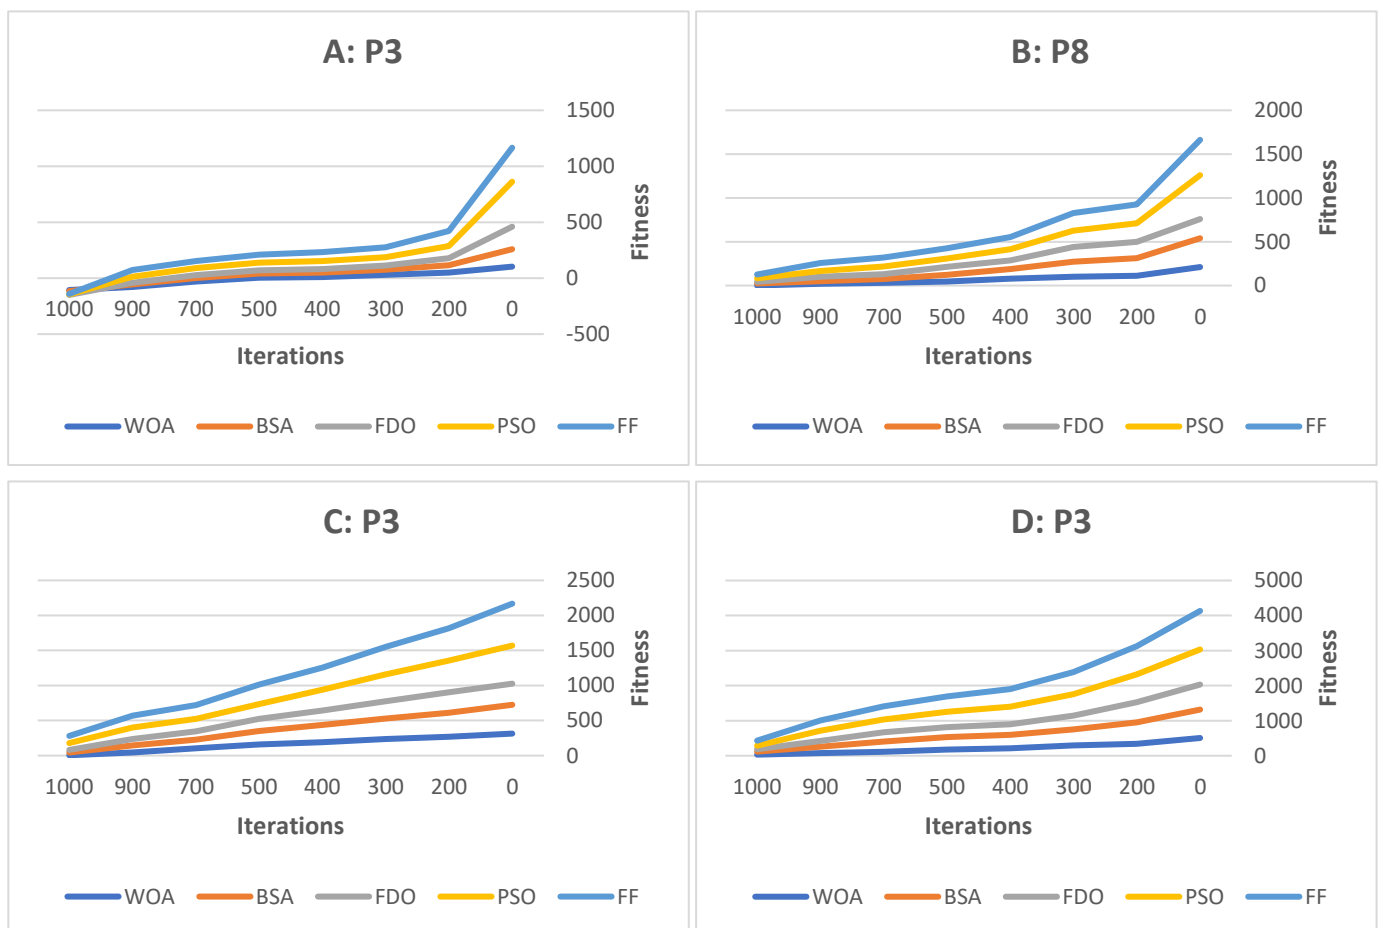 A: P3
1500
1000
500
0
-500
Fitness
1000 900 700 500 400 300 200 0
Iterations
WOA BSA FDO PSO FF
B: P8
2000
1500
1000
500
0
Fitness
1000 900 700 500 400 300 200 0
Iterations
WOA BSA FDO PSO FF
C: P3
2500
2000
1500
1000
500
0
Fitness
1000 900 700 500 400 300 200 0
Iterations
WOA BSA FDO PSO FF
D: P3
5000
4000
3000
2000
1000
0
Fitness
1000 900 700 500 400 300 200 0
Iterations
WOA BSA FDO PSO FF